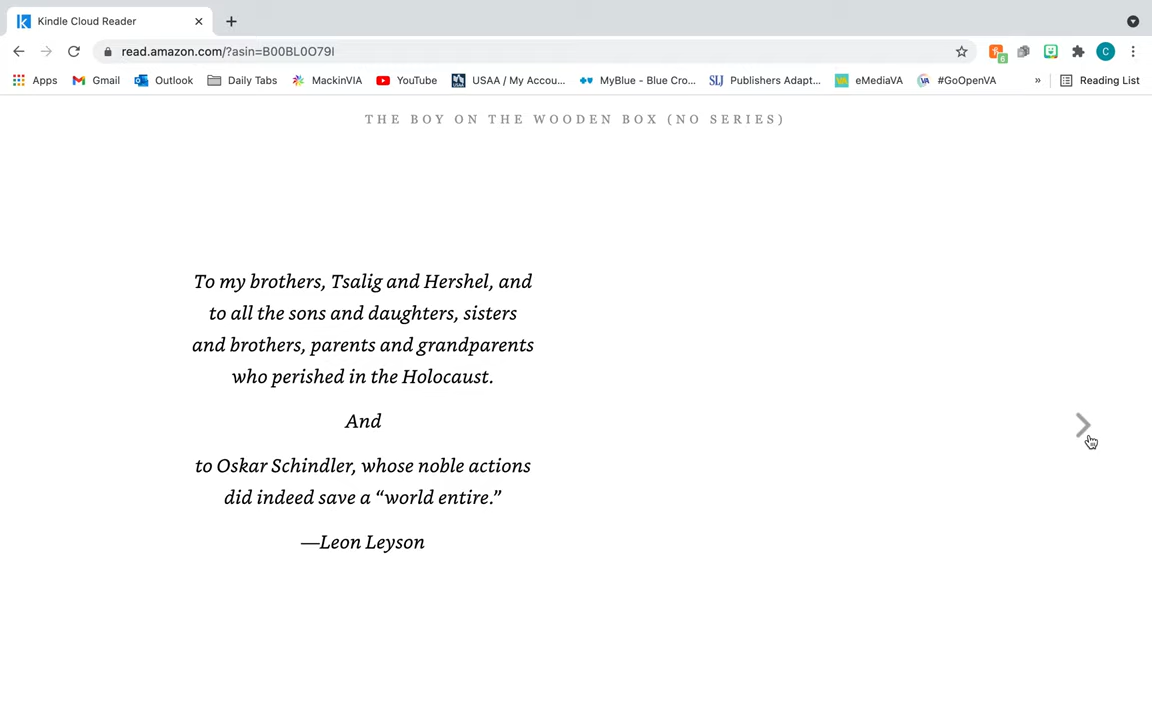 Kindle Cloud Reader
read.amazon.com/?asin=B00BL0O79I
6
C
Apps
Gmail
Outlook
Daily Tabs
MackinVIA
YouTube
USAA / My Accou...
MyBlue - Blue Cro...
SLJ
Publishers Adapt...
eMediaVA
#GoOpenVA
»
Reading List
THE BOY ON THE WOODEN BOX (NO SERIES)
To my brothers, Tsalig and Hershel, and
to all the sons and daughters, sisters
and brothers, parents and grandparents
who perished in the Holocaust.
And
to Oskar Schindler, whose noble actions
did indeed save a “world entire.”
—Leon Leyson